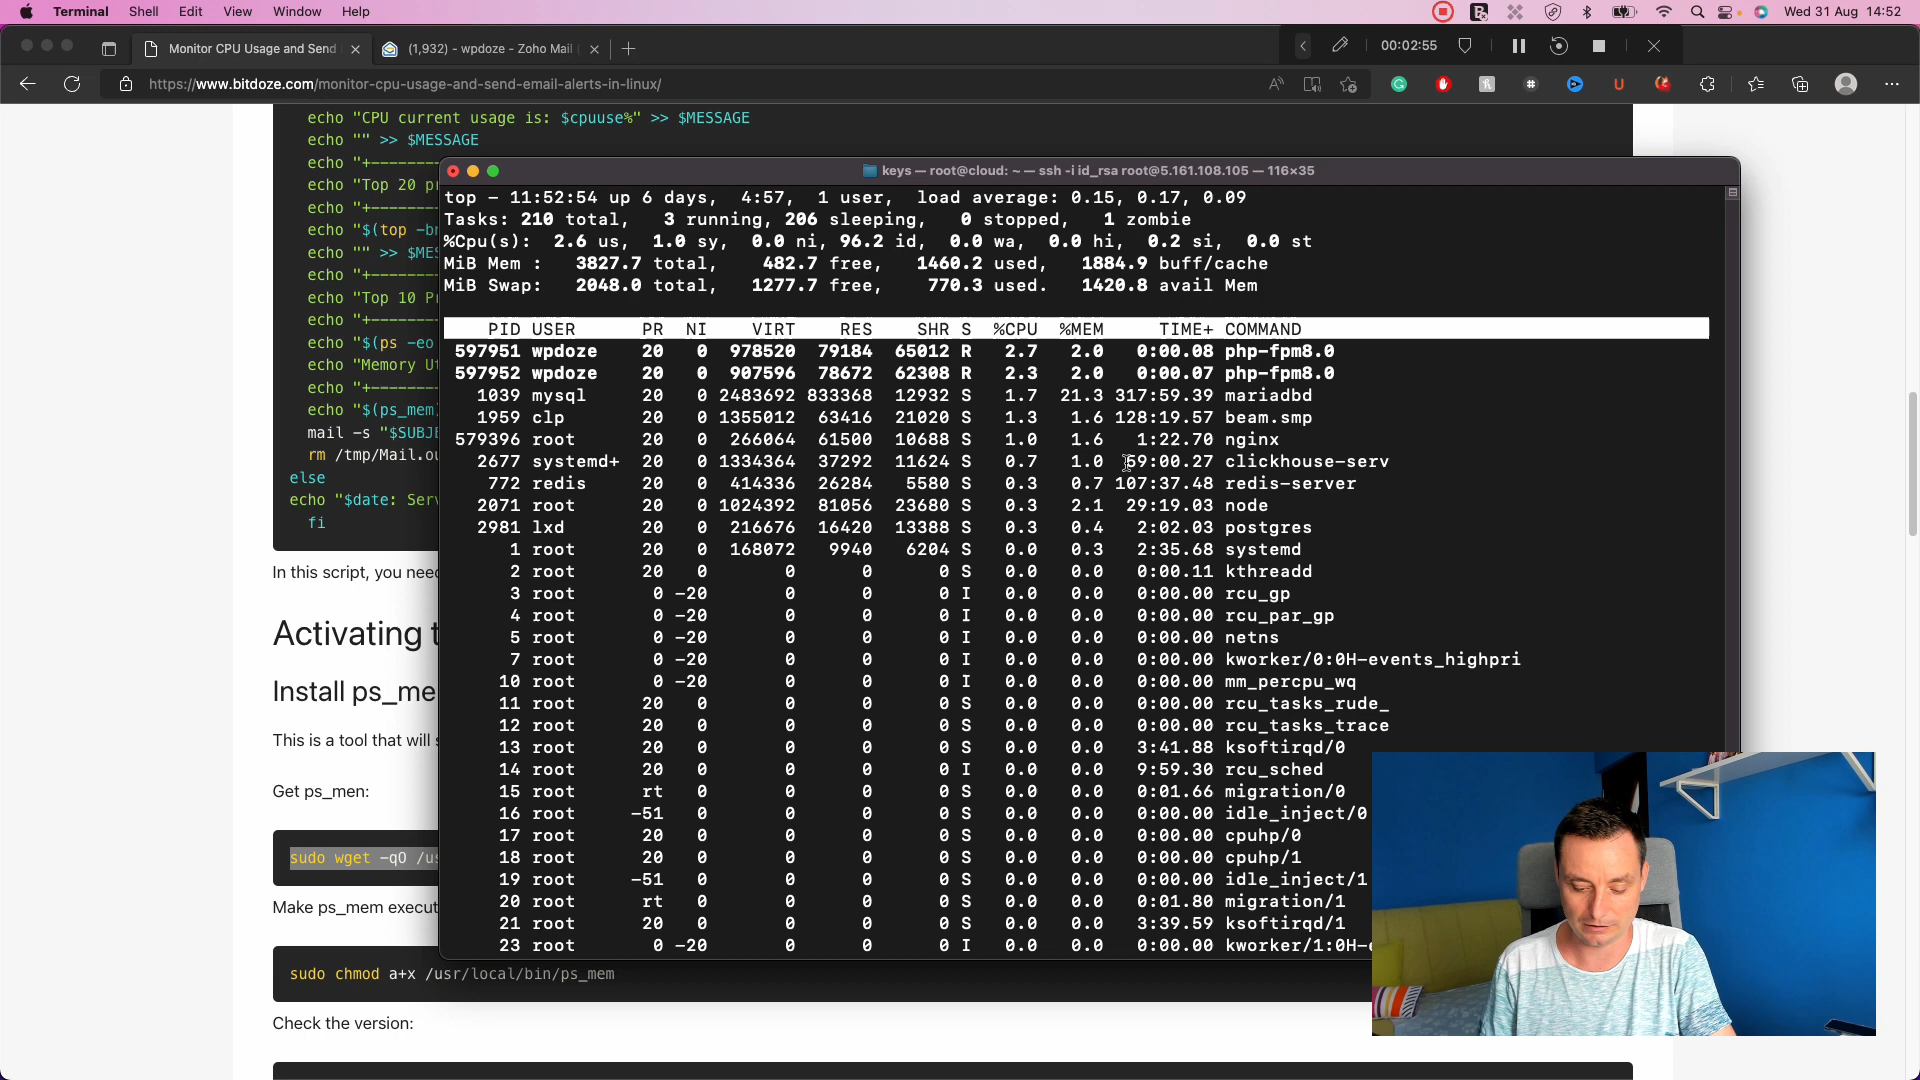 Terminal Shell Edit View Window Help Wed 31 Aug 14:52
Monitor CPU Usage and Send (1,932) - wpdoze - Zoho Mail 00:02:55
https://www.bitdoze.com/monitor-cpu-usage-and-send-email-alerts-in-linux/
echo "CPU current usage is: $cpuuse%" >> $MESSAGE
echo "" >> $MESSAGE
echo "+------
echo "Top 20 pr
echo "+------
echo "$(top -b
echo "" >> $MES
echo "+------
echo "Top 10 Pr
echo "+------
echo "$(ps -eo
echo "Memory Ut
echo "+------
echo "$(ps_mem
mail -s "$SUBJE
rm /tmp/Mail.ou
else
echo "$date: Serv
fi
In this script, you need
Activating t
Install ps_me
This is a tool that will s
Get ps_men:
sudo wget -qO /us
Make ps_mem execut
sudo chmod a+x /usr/local/bin/ps_mem
Check the version:
keys — root@cloud: ~ — ssh -i id_rsa root@5.161.108.105 — 116×35
top - 11:52:54 up 6 days, 4:57, 1 user, load average: 0.15, 0.17, 0.09
Tasks: 210 total, 3 running, 206 sleeping, 0 stopped, 1 zombie
%Cpu(s): 2.6 us, 1.0 sy, 0.0 ni, 96.2 id, 0.0 wa, 0.0 hi, 0.2 si, 0.0 st
MiB Mem : 3827.7 total, 482.7 free, 1460.2 used, 1884.9 buff/cache
MiB Swap: 2048.0 total, 1277.7 free, 770.3 used. 1420.8 avail Mem
PID USER PR NI VIRT RES SHR S %CPU %MEM TIME+ COMMAND
597951 wpdoze 20 0 978520 79184 65012 R 2.7 2.0 0:00.08 php-fpm8.0
597952 wpdoze 20 0 907596 78672 62308 R 2.3 2.0 0:00.07 php-fpm8.0
1039 mysql 20 0 2483692 833368 12932 S 1.7 21.3 317:59.39 mariadbd
1959 clp 20 0 1355012 63416 21020 S 1.3 1.6 128:19.57 beam.smp
579396 root 20 0 266064 61500 10688 S 1.0 1.6 1:22.70 nginx
2677 systemd+ 20 0 1334364 37292 11624 S 0.7 1.0 59:00.27 clickhouse-serv
772 redis 20 0 414336 26284 5580 S 0.3 0.7 107:37.48 redis-server
2071 root 20 0 1024392 81056 23680 S 0.3 2.1 29:19.03 node
2981 lxd 20 0 216676 16420 13388 S 0.3 0.4 2:02.03 postgres
1 root 20 0 168072 9940 6204 S 0.0 0.3 2:35.68 systemd
2 root 20 0 0 0 0 S 0.0 0.0 0:00.11 kthreadd
3 root 0 -20 0 0 0 I 0.0 0.0 0:00.00 rcu_gp
4 root 0 -20 0 0 0 I 0.0 0.0 0:00.00 rcu_par_gp
5 root 0 -20 0 0 0 I 0.0 0.0 0:00.00 netns
7 root 0 -20 0 0 0 I 0.0 0.0 0:00.00 kworker/0:0H-events_highpri
10 root 0 -20 0 0 0 I 0.0 0.0 0:00.00 mm_percpu_wq
11 root 20 0 0 0 0 S 0.0 0.0 0:00.00 rcu_tasks_rude_
12 root 20 0 0 0 0 S 0.0 0.0 0:00.00 rcu_tasks_trace
13 root 20 0 0 0 0 S 0.0 0.0 3:41.88 ksoftirqd/0
14 root 20 0 0 0 0 I 0.0 0.0 9:59.30 rcu_sched
15 root rt 0 0 0 0 S 0.0 0.0 0:01.66 migration/0
16 root -51 0 0 0 0 S 0.0 0.0 0:00.00 idle_inject/0
17 root 20 0 0 0 0 S 0.0 0.0 0:00.00 cpuhp/0
18 root 20 0 0 0 0 S 0.0 0.0 0:00.00 cpuhp/1
19 root -51 0 0 0 0 S 0.0 0.0 0:00.00 idle_inject/1
20 root rt 0 0 0 0 S 0.0 0.0 0:01.80 migration/1
21 root 20 0 0 0 0 S 0.0 0.0 3:39.59 ksoftirqd/1
23 root 0 -20 0 0 0 I 0.0 0.0 0:00.00 kworker/1:0H-e